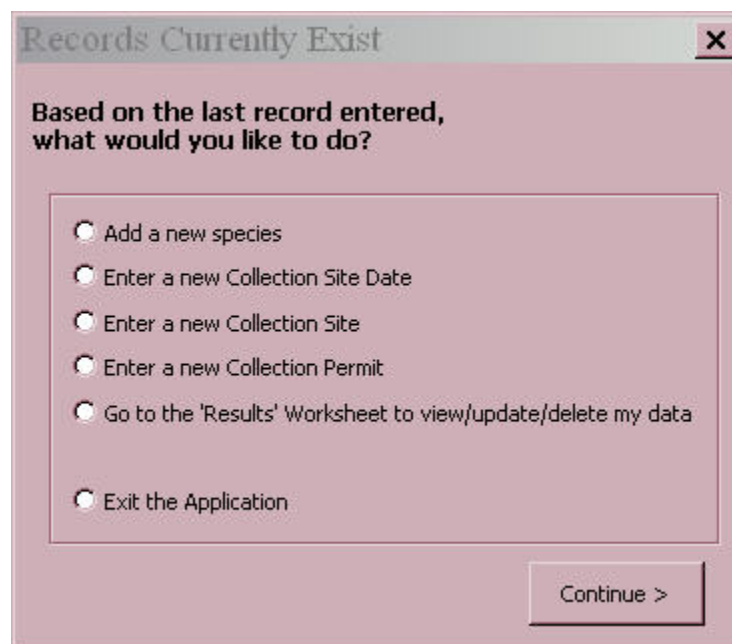 Records Currently Exist
Based on the last record entered,
what would you like to do?
Add a new species
Enter a new Collection Site Date
Enter a new Collection Site
Enter a new Collection Permit
Go to the 'Results' Worksheet to view/update/delete my data
Exit the Application
Continue >